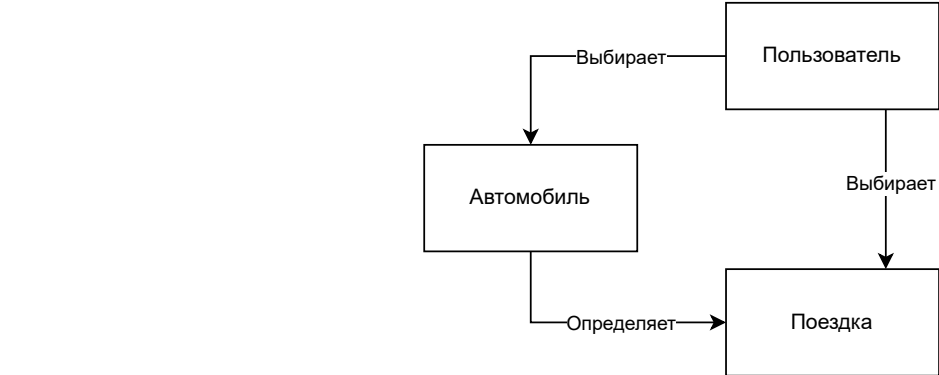 Пользователь
Выбирает
Автомобиль
Выбирает
Определяет
Поездка